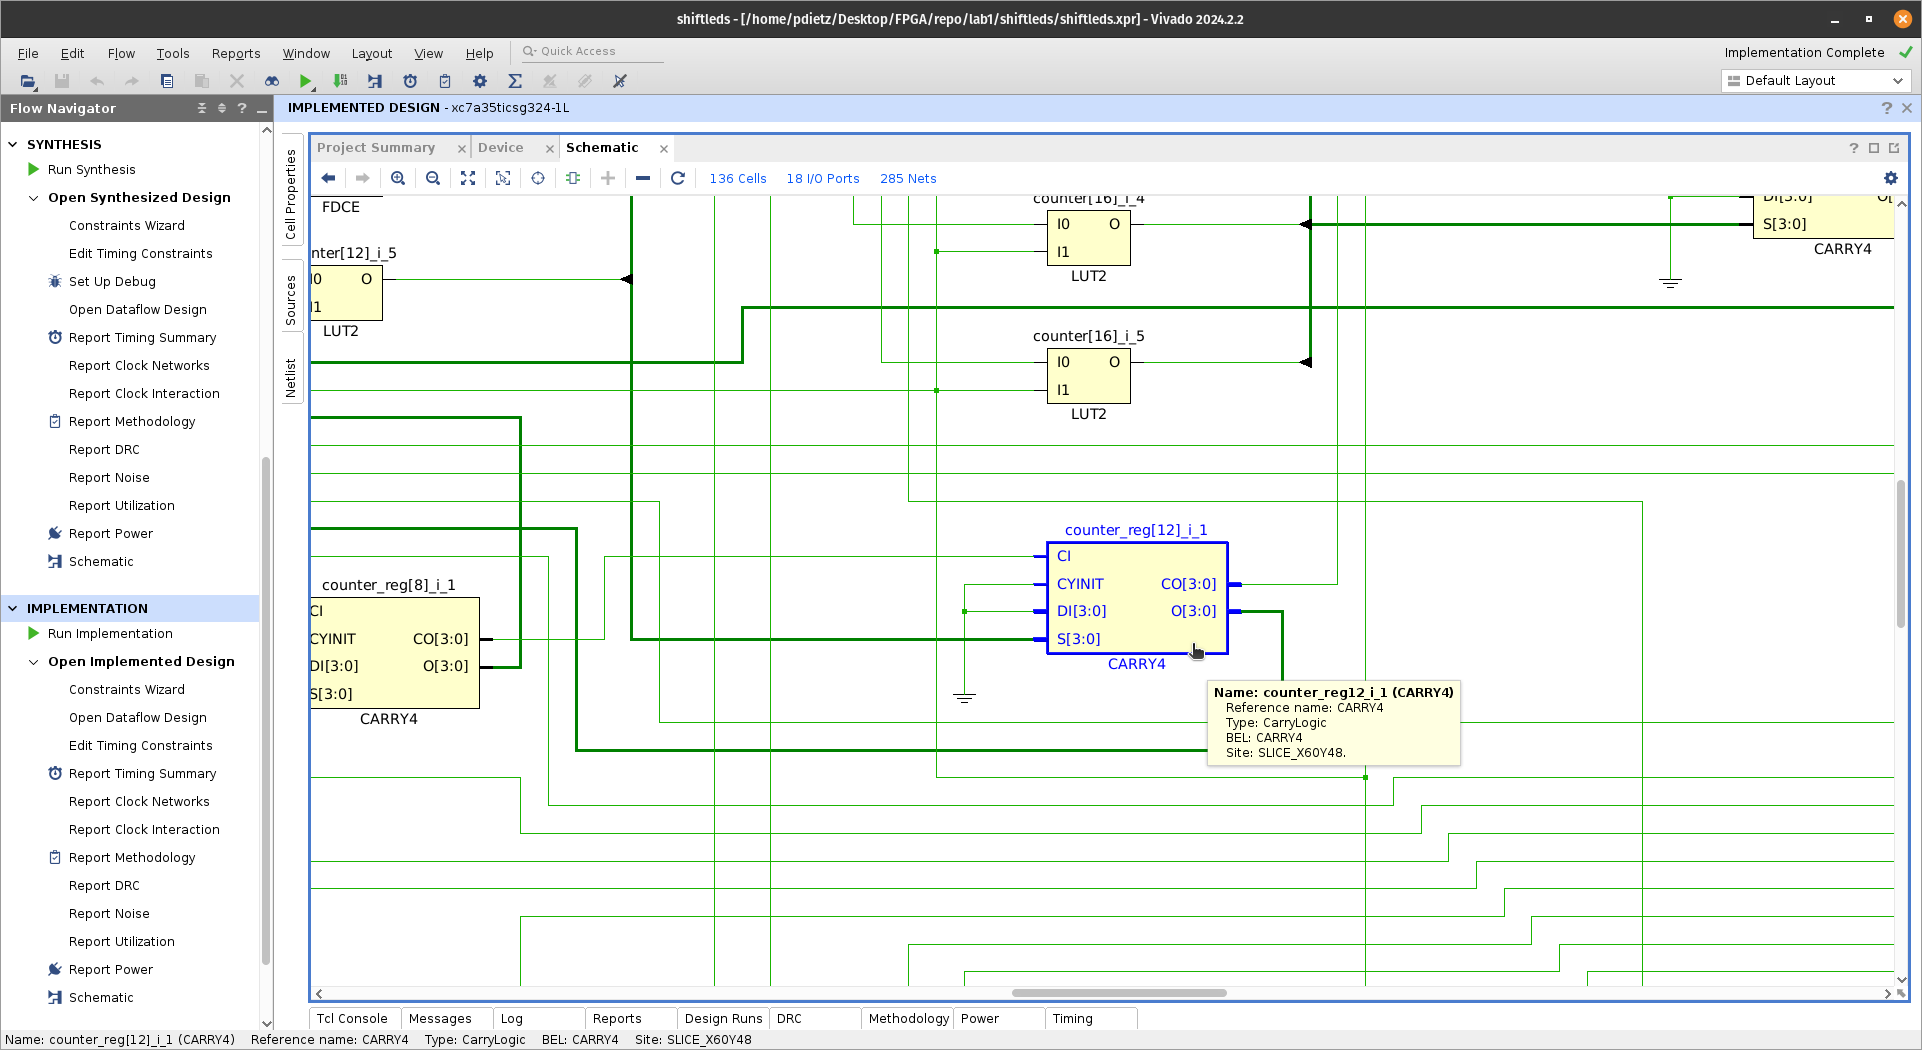 shiftleds - [/home/pdietz/Desktop/FPGA/repo/lab1/shiftleds/shiftleds.xpr] - Vivado 2024.2.2
File Edit Flow Tools Reports Window Layout View Help Quick Access
Implementation Complete
Default Layout
Flow Navigator
IMPLEMENTED DESIGN - xc7a35ticsg324-1L
SYNTHESIS
Run Synthesis
Open Synthesized Design
Constraints Wizard
Edit Timing Constraints
Set Up Debug
Open Dataflow Design
Report Timing Summary
Report Clock Networks
Report Clock Interaction
Report Methodology
Report DRC
Report Noise
Report Utilization
Report Power
Schematic
IMPLEMENTATION
Run Implementation
Open Implemented Design
Constraints Wizard
Open Dataflow Design
Edit Timing Constraints
Report Timing Summary
Report Clock Networks
Report Clock Interaction
Report Methodology
Report DRC
Report Noise
Report Utilization
Report Power
Schematic
Cell Properties
Sources
Netlist
Project Summary Device Schematic
136 Cells 18 I/O Ports 285 Nets
FDCE
nter[12]_i_5
I0 O
I1
LUT2
counter[16]_i_4
I0 O
I1
LUT2
DI[3:0] O[
S[3:0]
CARRY4
counter[16]_i_5
I0 O
I1
LUT2
counter_reg[8]_i_1
CI
CYINIT CO[3:0]
DI[3:0] O[3:0]
S[3:0]
CARRY4
counter_reg[12]_i_1
CI
CYINIT CO[3:0]
DI[3:0] O[3:0]
S[3:0]
CARRY4
Name: counter_reg12_i_1 (CARRY4)
Reference name: CARRY4
Type: CarryLogic
BEL: CARRY4
Site: SLICE_X60Y48.
Tcl Console Messages Log Reports Design Runs DRC Methodology Power Timing
Name: counter_reg[12]_i_1 (CARRY4) Reference name: CARRY4 Type: CarryLogic BEL: CARRY4 Site: SLICE_X60Y48